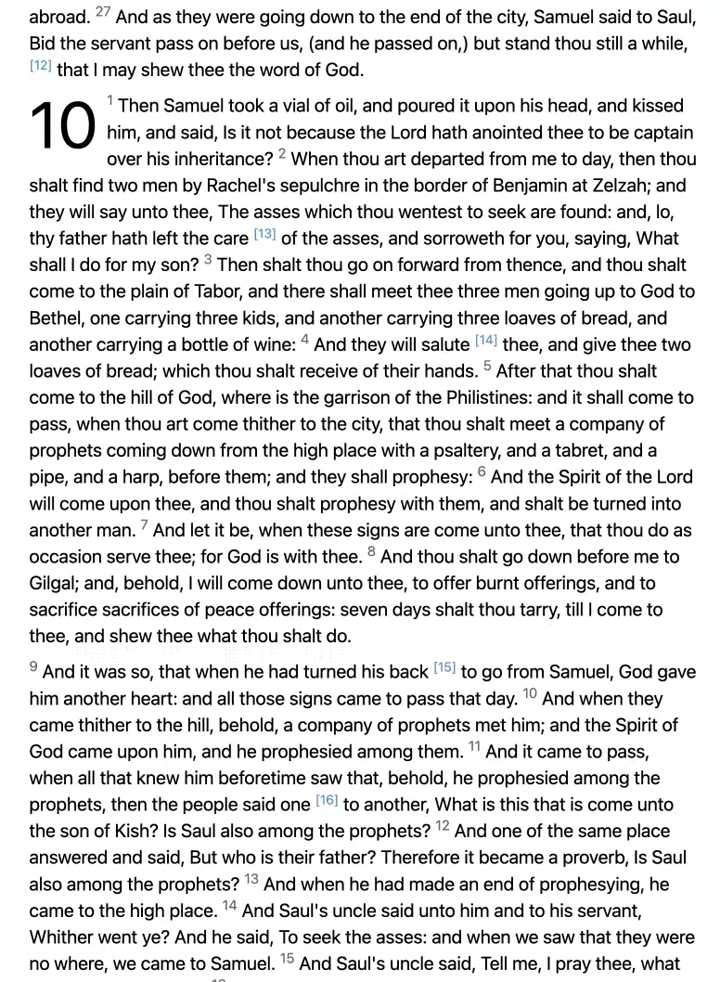 abroad. 27 And as they were going down to the end of the city, Samuel said to Saul,
Bid the servant pass on before us, (and he passed on,) but stand thou still a while,
[12] that I may shew thee the word of God.
10 1 Then Samuel took a vial of oil, and poured it upon his head, and kissed
him, and said, Is it not because the Lord hath anointed thee to be captain
over his inheritance? 2 When thou art departed from me to day, then thou
shalt find two men by Rachel's sepulchre in the border of Benjamin at Zelzah; and
they will say unto thee, The asses which thou wentest to seek are found: and, lo,
thy father hath left the care [13] of the asses, and sorroweth for you, saying, What
shall I do for my son? 3 Then shalt thou go on forward from thence, and thou shalt
come to the plain of Tabor, and there shall meet thee three men going up to God to
Bethel, one carrying three kids, and another carrying three loaves of bread, and
another carrying a bottle of wine: 4 And they will salute [14] thee, and give thee two
loaves of bread; which thou shalt receive of their hands. 5 After that thou shalt
come to the hill of God, where is the garrison of the Philistines: and it shall come to
pass, when thou art come thither to the city, that thou shalt meet a company of
prophets coming down from the high place with a psaltery, and a tabret, and a
pipe, and a harp, before them; and they shall prophesy: 6 And the Spirit of the Lord
will come upon thee, and thou shalt prophesy with them, and shalt be turned into
another man. 7 And let it be, when these signs are come unto thee, that thou do as
occasion serve thee; for God is with thee. 8 And thou shalt go down before me to
Gilgal; and, behold, I will come down unto thee, to offer burnt offerings, and to
sacrifice sacrifices of peace offerings: seven days shalt thou tarry, till I come to
thee, and shew thee what thou shalt do.
9 And it was so, that when he had turned his back [15] to go from Samuel, God gave
him another heart: and all those signs came to pass that day. 10 And when they
came thither to the hill, behold, a company of prophets met him; and the Spirit of
God came upon him, and he prophesied among them. 11 And it came to pass,
when all that knew him beforetime saw that, behold, he prophesied among the
prophets, then the people said one [16] to another, What is this that is come unto
the son of Kish? Is Saul also among the prophets? 12 And one of the same place
answered and said, But who is their father? Therefore it became a proverb, Is Saul
also among the prophets? 13 And when he had made an end of prophesying, he
came to the high place. 14 And Saul's uncle said unto him and to his servant,
Whither went ye? And he said, To seek the asses: and when we saw that they were
no where, we came to Samuel. 15 And Saul's uncle said, Tell me, I pray thee, what